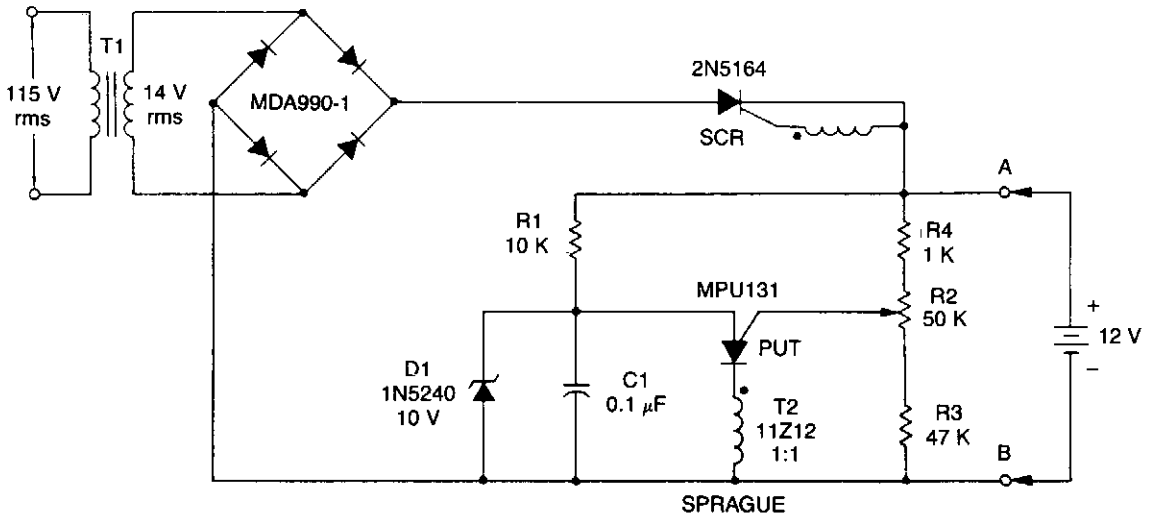 T1
115 V
rms
14 V
rms
MDA990-1
2N5164
SCR
A
R1
10 K
R4
1 K
MPU131
R2
50 K
PUT
+
12 V
−
D1
1N5240
10 V
C1
0.1 μF
T2
11Z12
1:1
R3
47 K
B
SPRAGUE